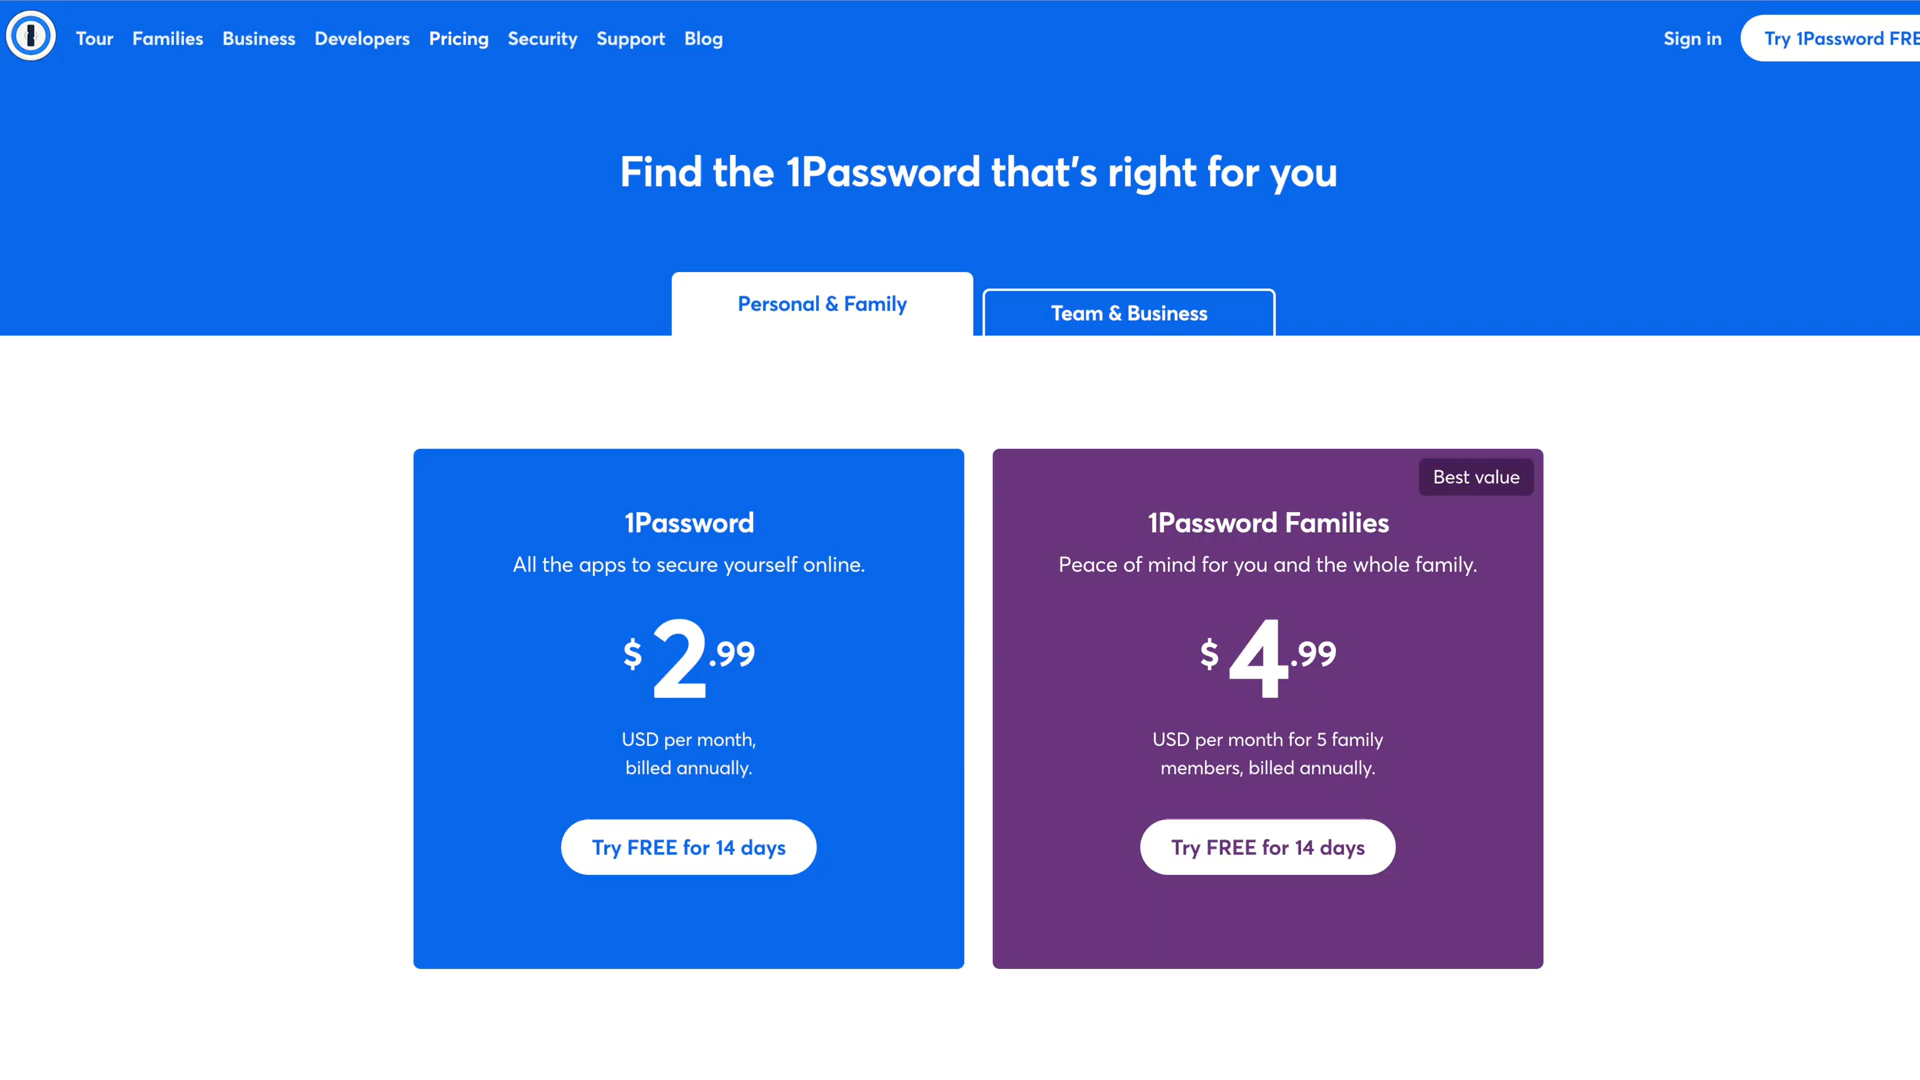 Tour Families Business Developers Pricing Security Support Blog Sign in Try 1Password FRE
Find the 1Password that's right for you
Personal & Family
Team & Business
1Password
All the apps to secure yourself online.
$ 2.99
USD per month,
billed annually.
Try FREE for 14 days
Best value
1Password Families
Peace of mind for you and the whole family.
$ 4.99
USD per month for 5 family
members, billed annually.
Try FREE for 14 days